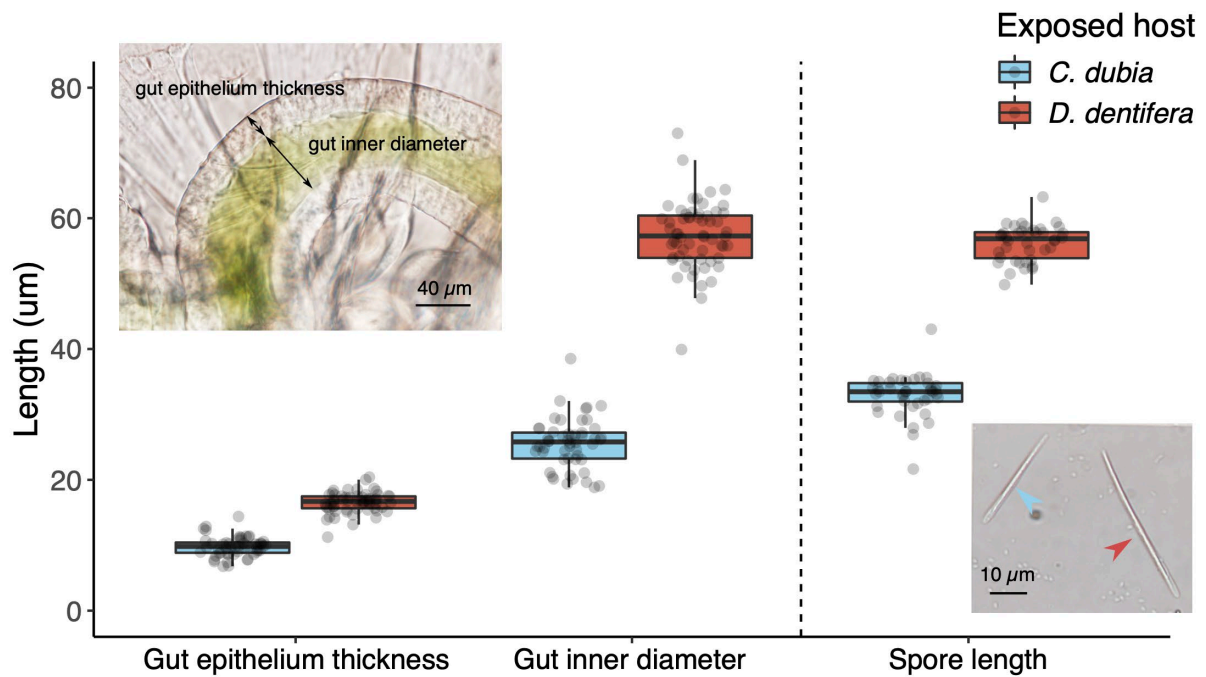 Exposed host
C. dubia
D. dentifera
Length (um)
80
60
40
20
0
gut epithelium thickness
gut inner diameter
40 µm
10 µm
Gut epithelium thickness
Gut inner diameter
Spore length